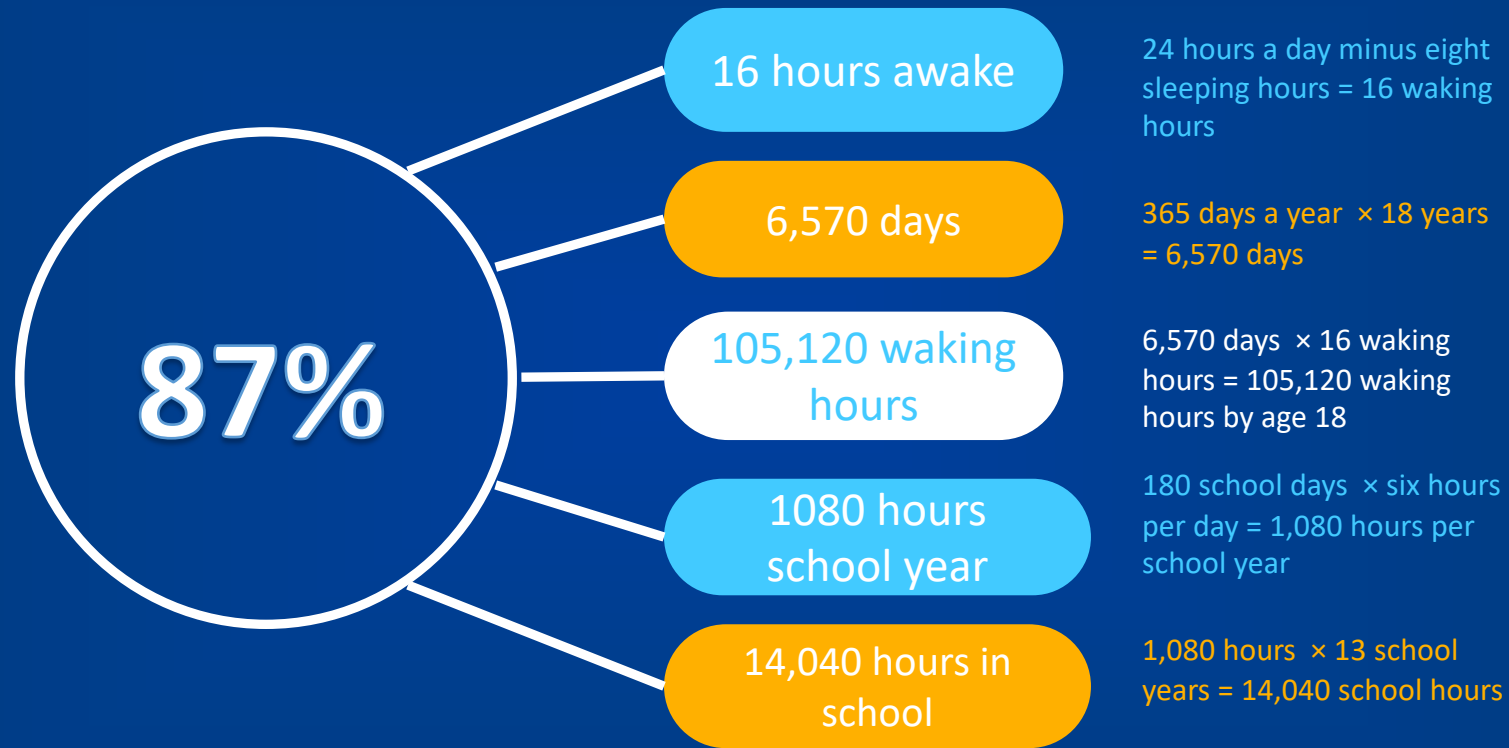 87%
16 hours awake
24 hours a day minus eight
sleeping hours = 16 waking
hours
6,570 days
365 days a year × 18 years
= 6,570 days
105,120 waking
hours
6,570 days × 16 waking
hours = 105,120 waking
hours by age 18
1080 hours
school year
180 school days × six hours
per day = 1,080 hours per
school year
14,040 hours in
school
1,080 hours × 13 school
years = 14,040 school hours